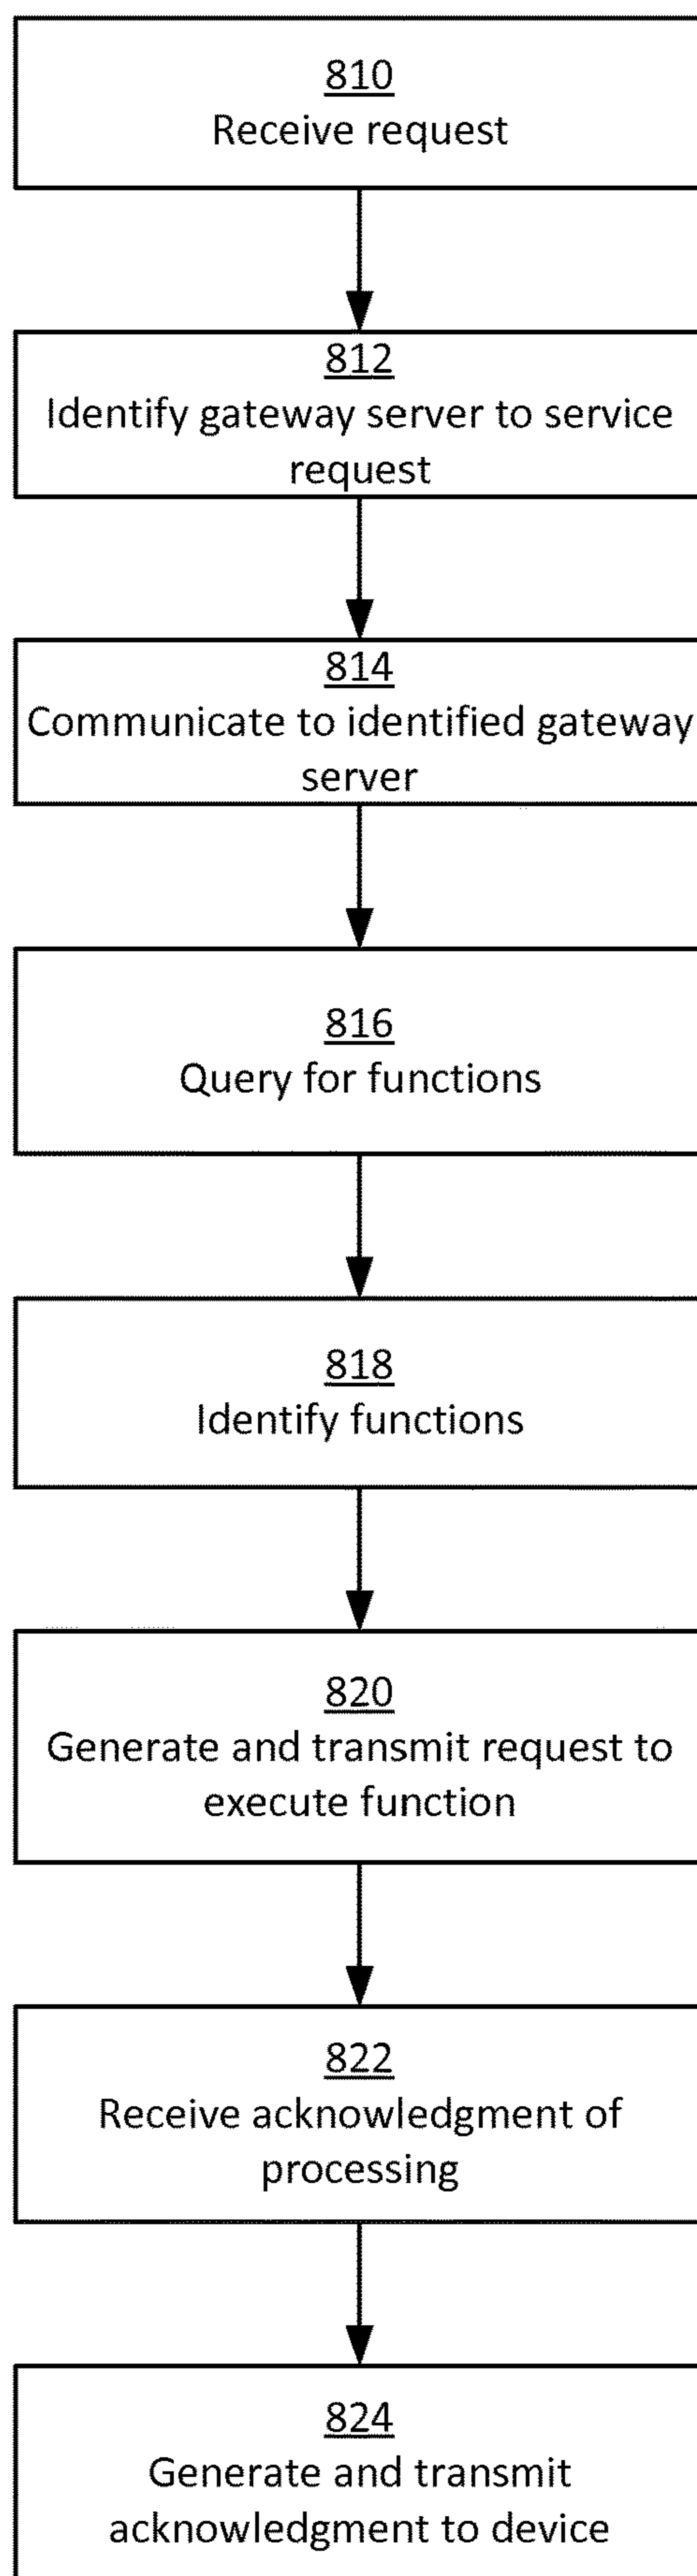 810
Receive request
812
Identify gateway server to service
request
814
Communicate to identified gateway
server
816
Query for functions
818
Identify functions
820
Generate and transmit request to
execute function
822
Receive acknowledgment of
processing
824
Generate and transmit
acknowledgment to device